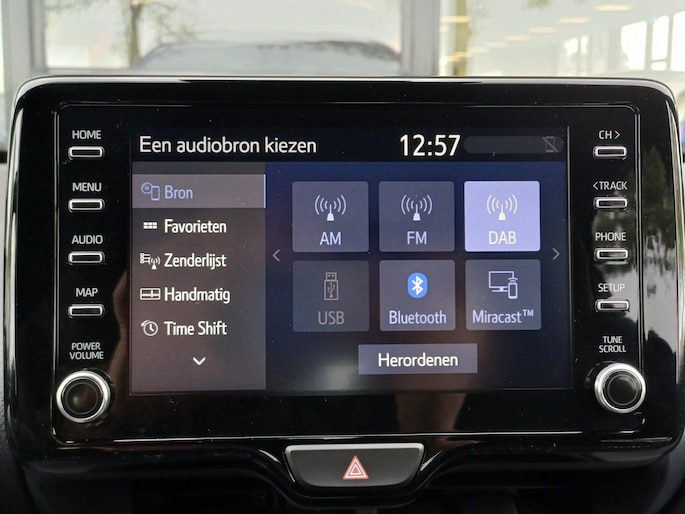 HOME
MENU
AUDIO
MAP
POWER
VOLUME
Een audiobron kiezen
12:57
Bron
Favorieten
Zenderlijst
Handmatig
Time Shift
AM
FM
DAB
USB
Bluetooth
Miracast™
Herordenen
CH >
< TRACK
PHONE
SETUP
TUNE
SCROLL